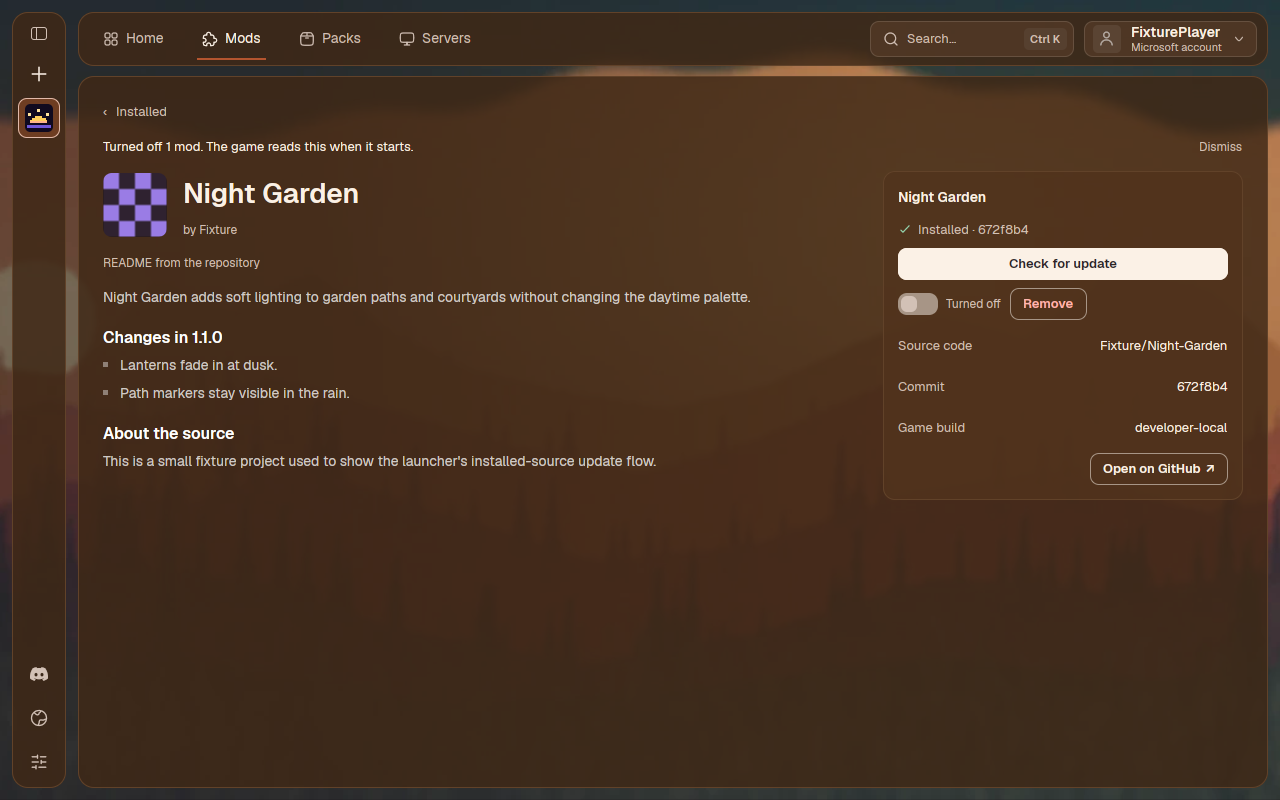 Home
Mods
Packs
Servers
Search...
Ctrl K
FixturePlayer
Microsoft account
‹ Installed
Turned off 1 mod. The game reads this when it starts.
Dismiss
Night Garden
by Fixture
README from the repository
Night Garden adds soft lighting to garden paths and courtyards without changing the daytime palette.
Changes in 1.1.0
Lanterns fade in at dusk.
Path markers stay visible in the rain.
About the source
This is a small fixture project used to show the launcher's installed-source update flow.
Night Garden
Installed · 672f8b4
Check for update
Turned off
Remove
Source code Fixture/Night-Garden
Commit 672f8b4
Game build developer-local
Open on GitHub ↗